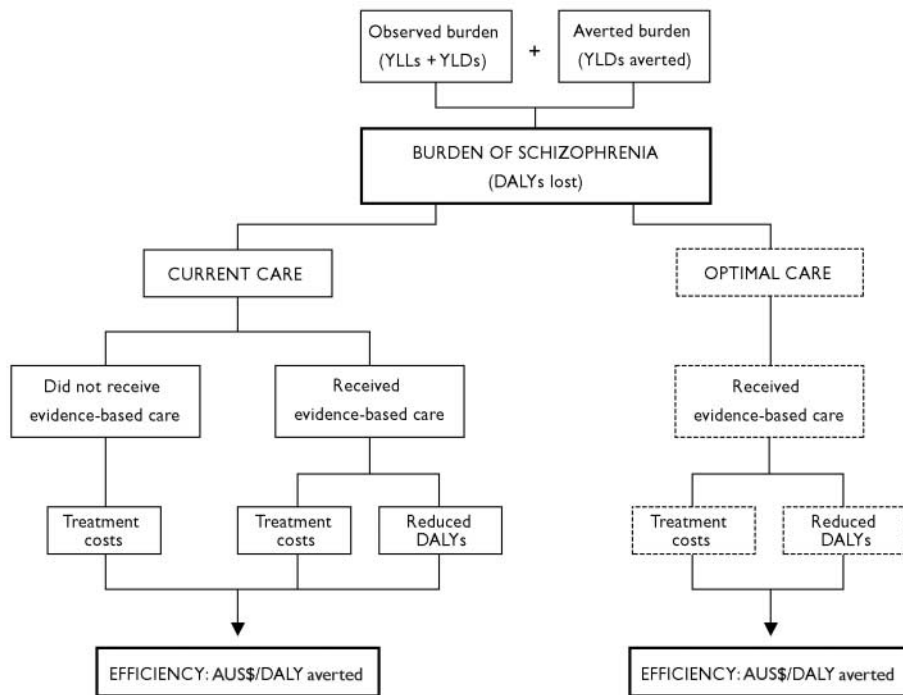 Observed burden
(YLLs + YLDs)
+
Averted burden
(YLDs averted)
BURDEN OF SCHIZOPHRENIA
(DALYs lost)
CURRENT CARE
OPTIMAL CARE
Did not receive
evidence-based care
Received
evidence-based care
Received
evidence-based care
Treatment
costs
Treatment
costs
Reduced
DALYs
Treatment
costs
Reduced
DALYs
EFFICIENCY: AUS$/DALY averted
EFFICIENCY: AUS$/DALY averted